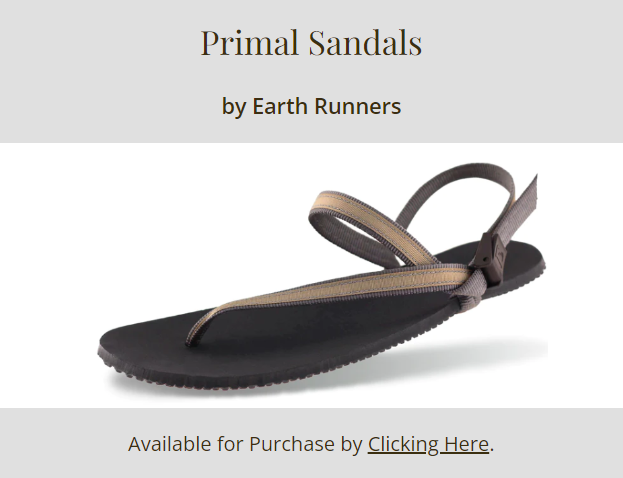 Primal Sandals
by Earth Runners
Available for Purchase by Clicking Here.